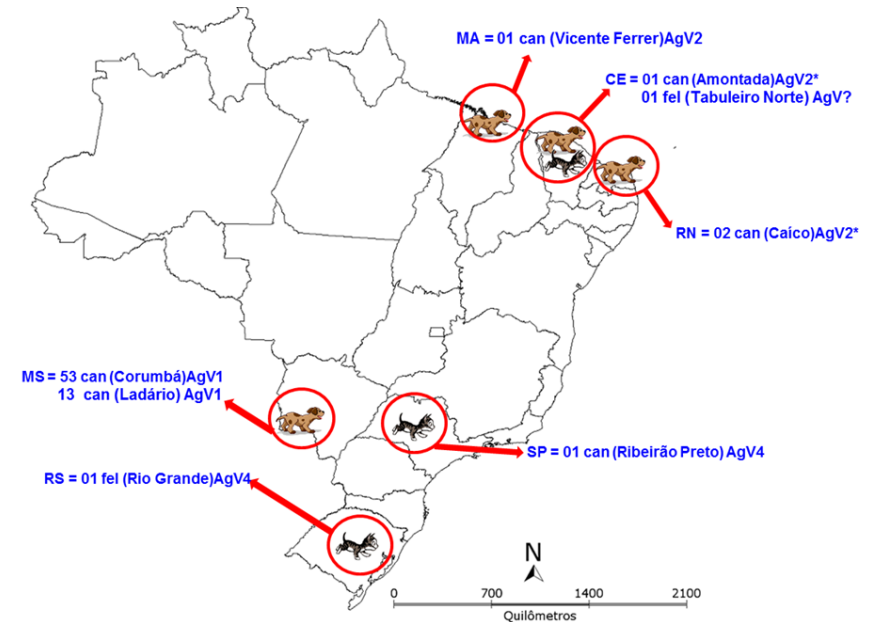 MA = 01 can (Vicente Ferrer)AgV2
CE = 01 can (Amontada)AgV2*
01 fel (Tabuleiro Norte) AgV?
RN = 02 can (Caíco)AgV2*
MS = 53 can (Corumbá)AgV1
13 can (Ladário) AgV1
SP = 01 can (Ribeirão Preto) AgV4
RS = 01 fel (Rio Grande)AgV4
N
0 700 1400 2100
Quilômetros